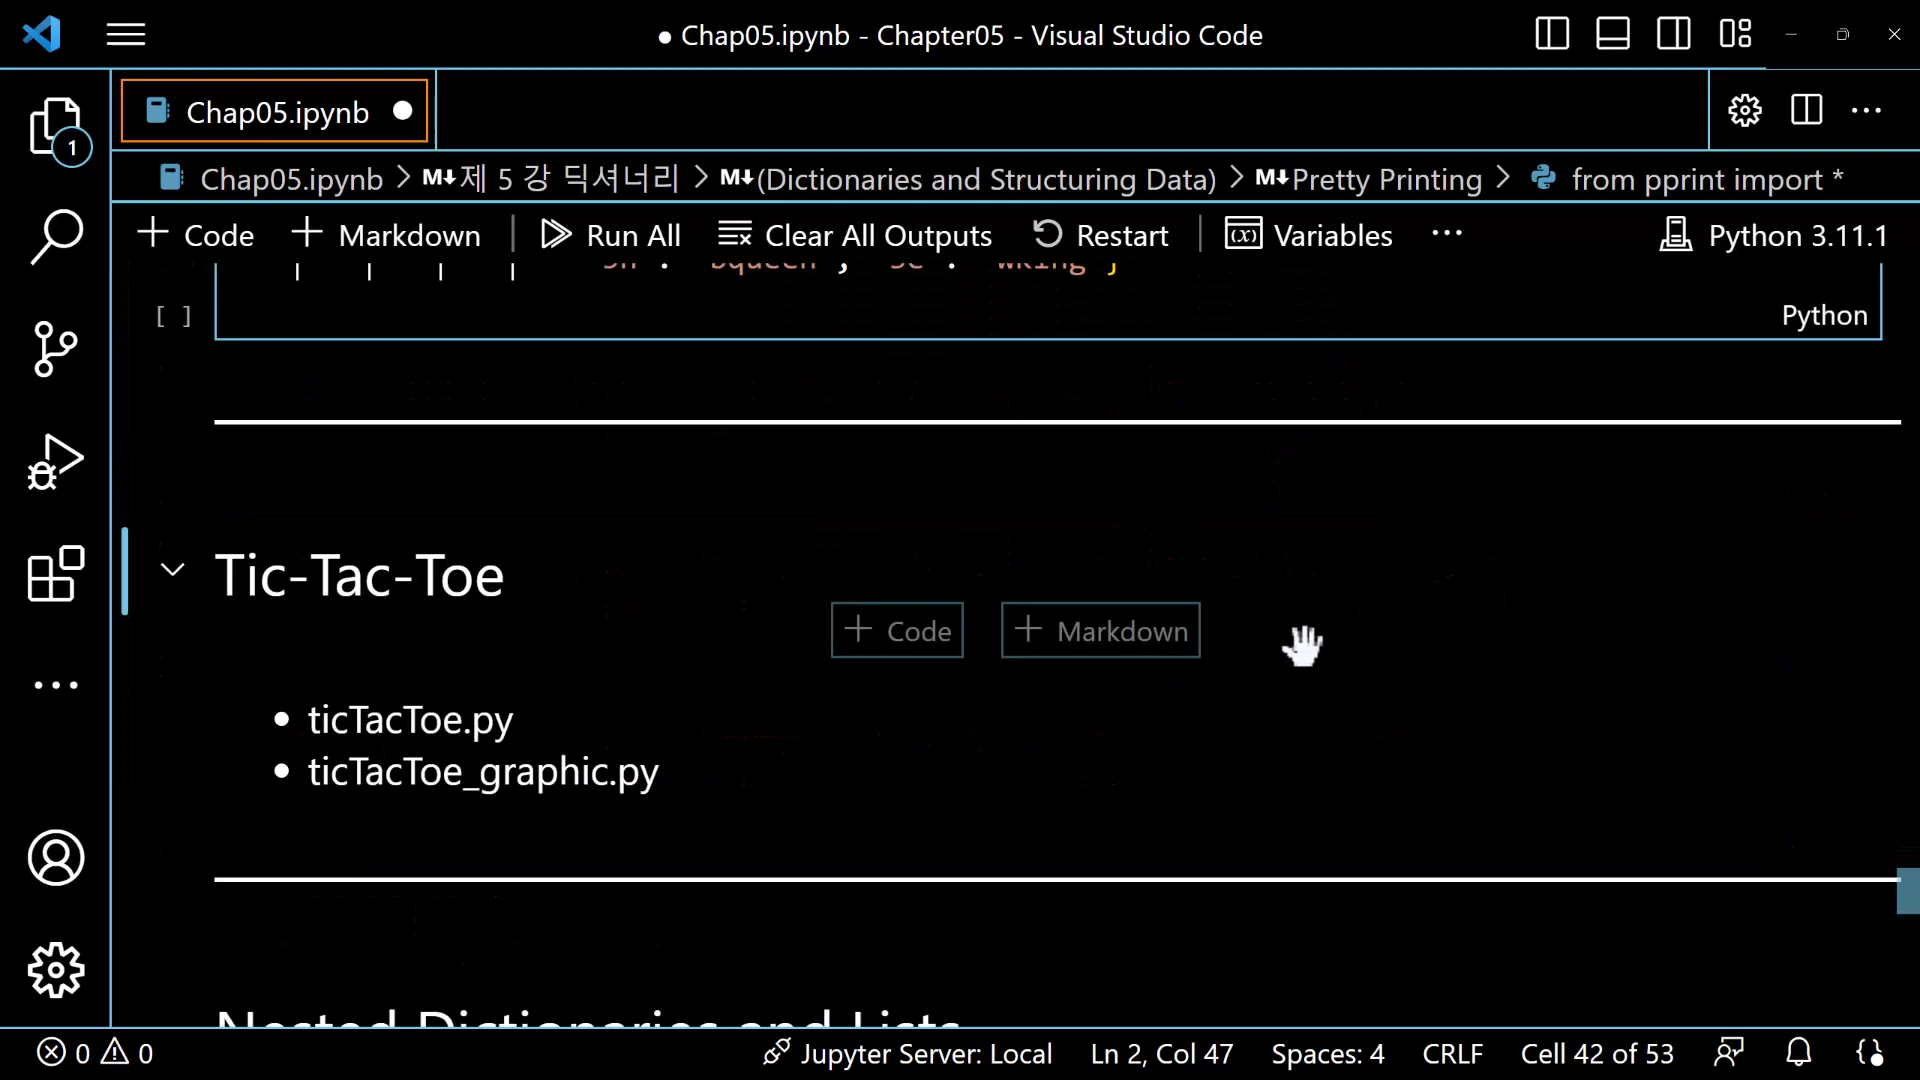 ● Chap05.ipynb - Chapter05 - Visual Studio Code
Chap05.ipynb
1
Chap05.ipynb > M↓제 5 강 딕셔너리 > M↓(Dictionaries and Structuring Data) > M↓Pretty Printing > from pprint import *
+ Code + Markdown Run All Clear All Outputs Restart Variables ... Python 3.11.1
[ ] Python
Tic-Tac-Toe
+ Code + Markdown
• ticTacToe.py
• ticTacToe_graphic.py
Nested Dictionaries and Lists
0 0 Jupyter Server: Local Ln 2, Col 47 Spaces: 4 CRLF Cell 42 of 53